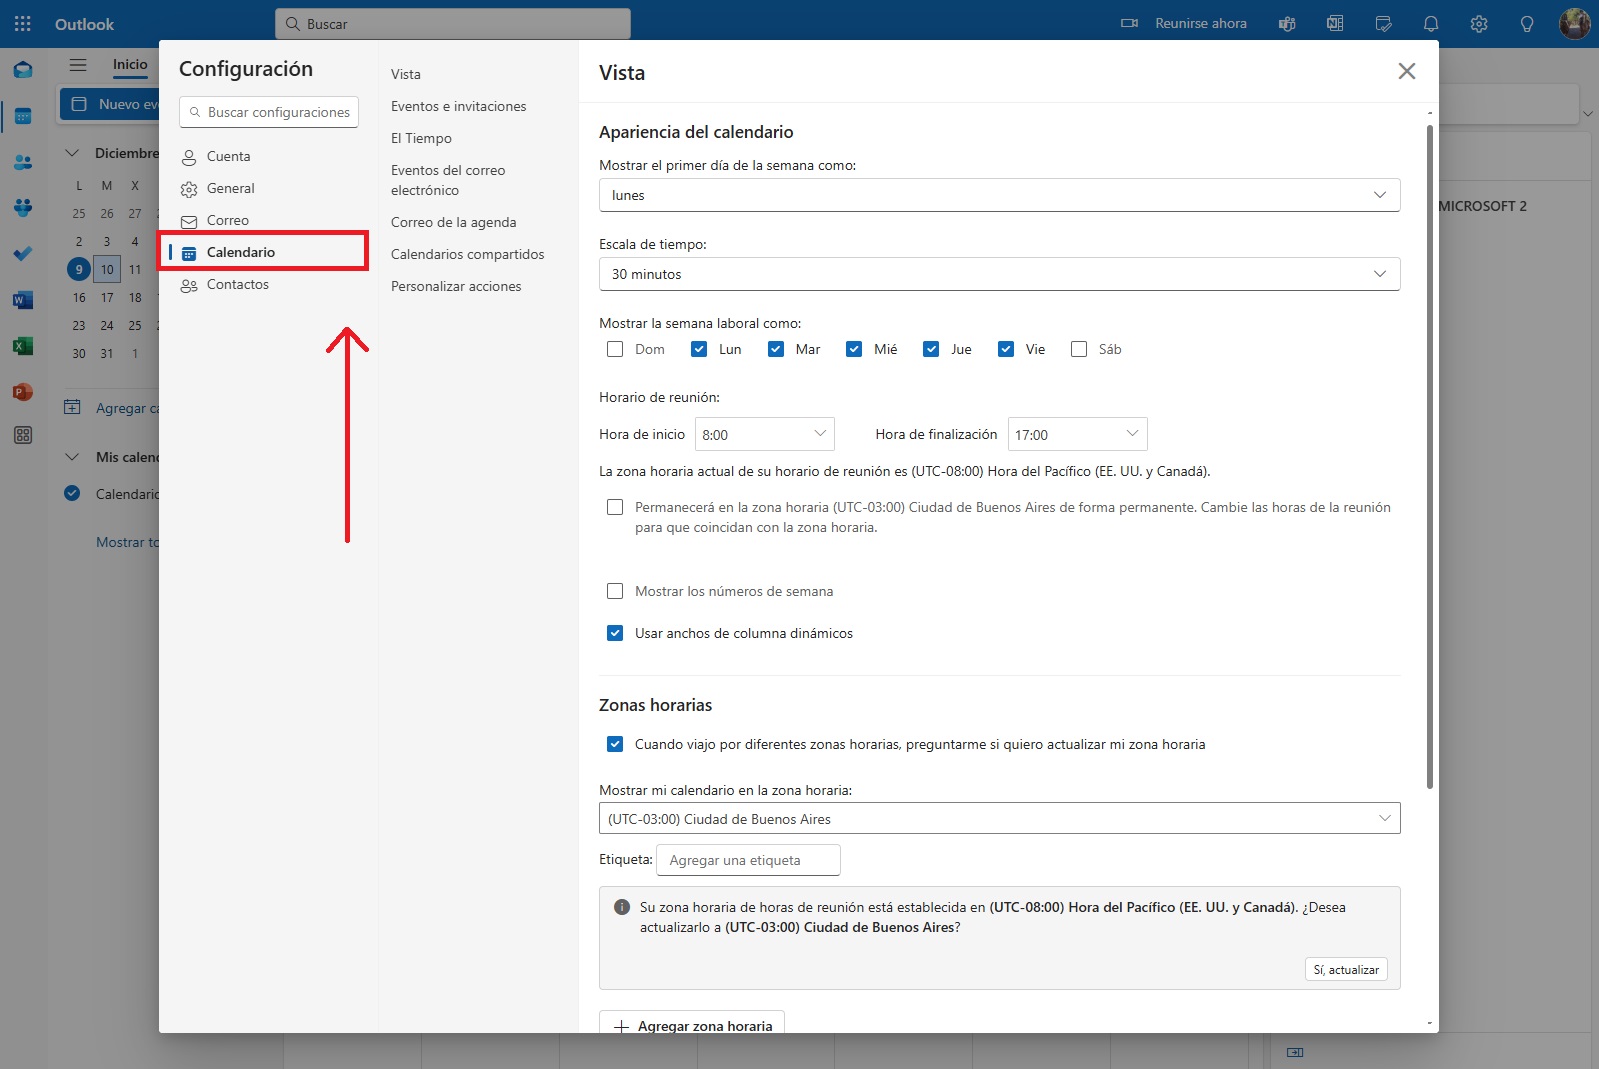 Outlook
Buscar
Reunirse ahora
Inicio
Nuevo eve
Diciembre
L M X
25 26 27 2
2 3 4
9 10 11
16 17 18
23 24 25 2
30 31 1
Agregar ca
Mis calen
Calendario
Mostrar to
Configuración
Buscar configuraciones
Cuenta
General
Correo
Calendario
Contactos
Vista
Eventos e invitaciones
El Tiempo
Eventos del correo
electrónico
Correo de la agenda
Calendarios compartidos
Personalizar acciones
Vista
Apariencia del calendario
Mostrar el primer día de la semana como:
lunes
Escala de tiempo:
30 minutos
Mostrar la semana laboral como:
Dom Lun Mar Mié Jue Vie Sáb
Horario de reunión:
Hora de inicio 8:00 Hora de finalización 17:00
La zona horaria actual de su horario de reunión es (UTC-08:00) Hora del Pacífico (EE. UU. y Canadá).
Permanecerá en la zona horaria (UTC-03:00) Ciudad de Buenos Aires de forma permanente. Cambie las horas de la reunión
para que coincidan con la zona horaria.
Mostrar los números de semana
Usar anchos de columna dinámicos
Zonas horarias
Cuando viajo por diferentes zonas horarias, preguntarme si quiero actualizar mi zona horaria
Mostrar mi calendario en la zona horaria:
(UTC-03:00) Ciudad de Buenos Aires
Etiqueta: Agregar una etiqueta
Su zona horaria de horas de reunión está establecida en (UTC-08:00) Hora del Pacífico (EE. UU. y Canadá). ¿Desea
actualizarlo a (UTC-03:00) Ciudad de Buenos Aires?
Sí, actualizar
Agregar zona horaria
MICROSOFT 2